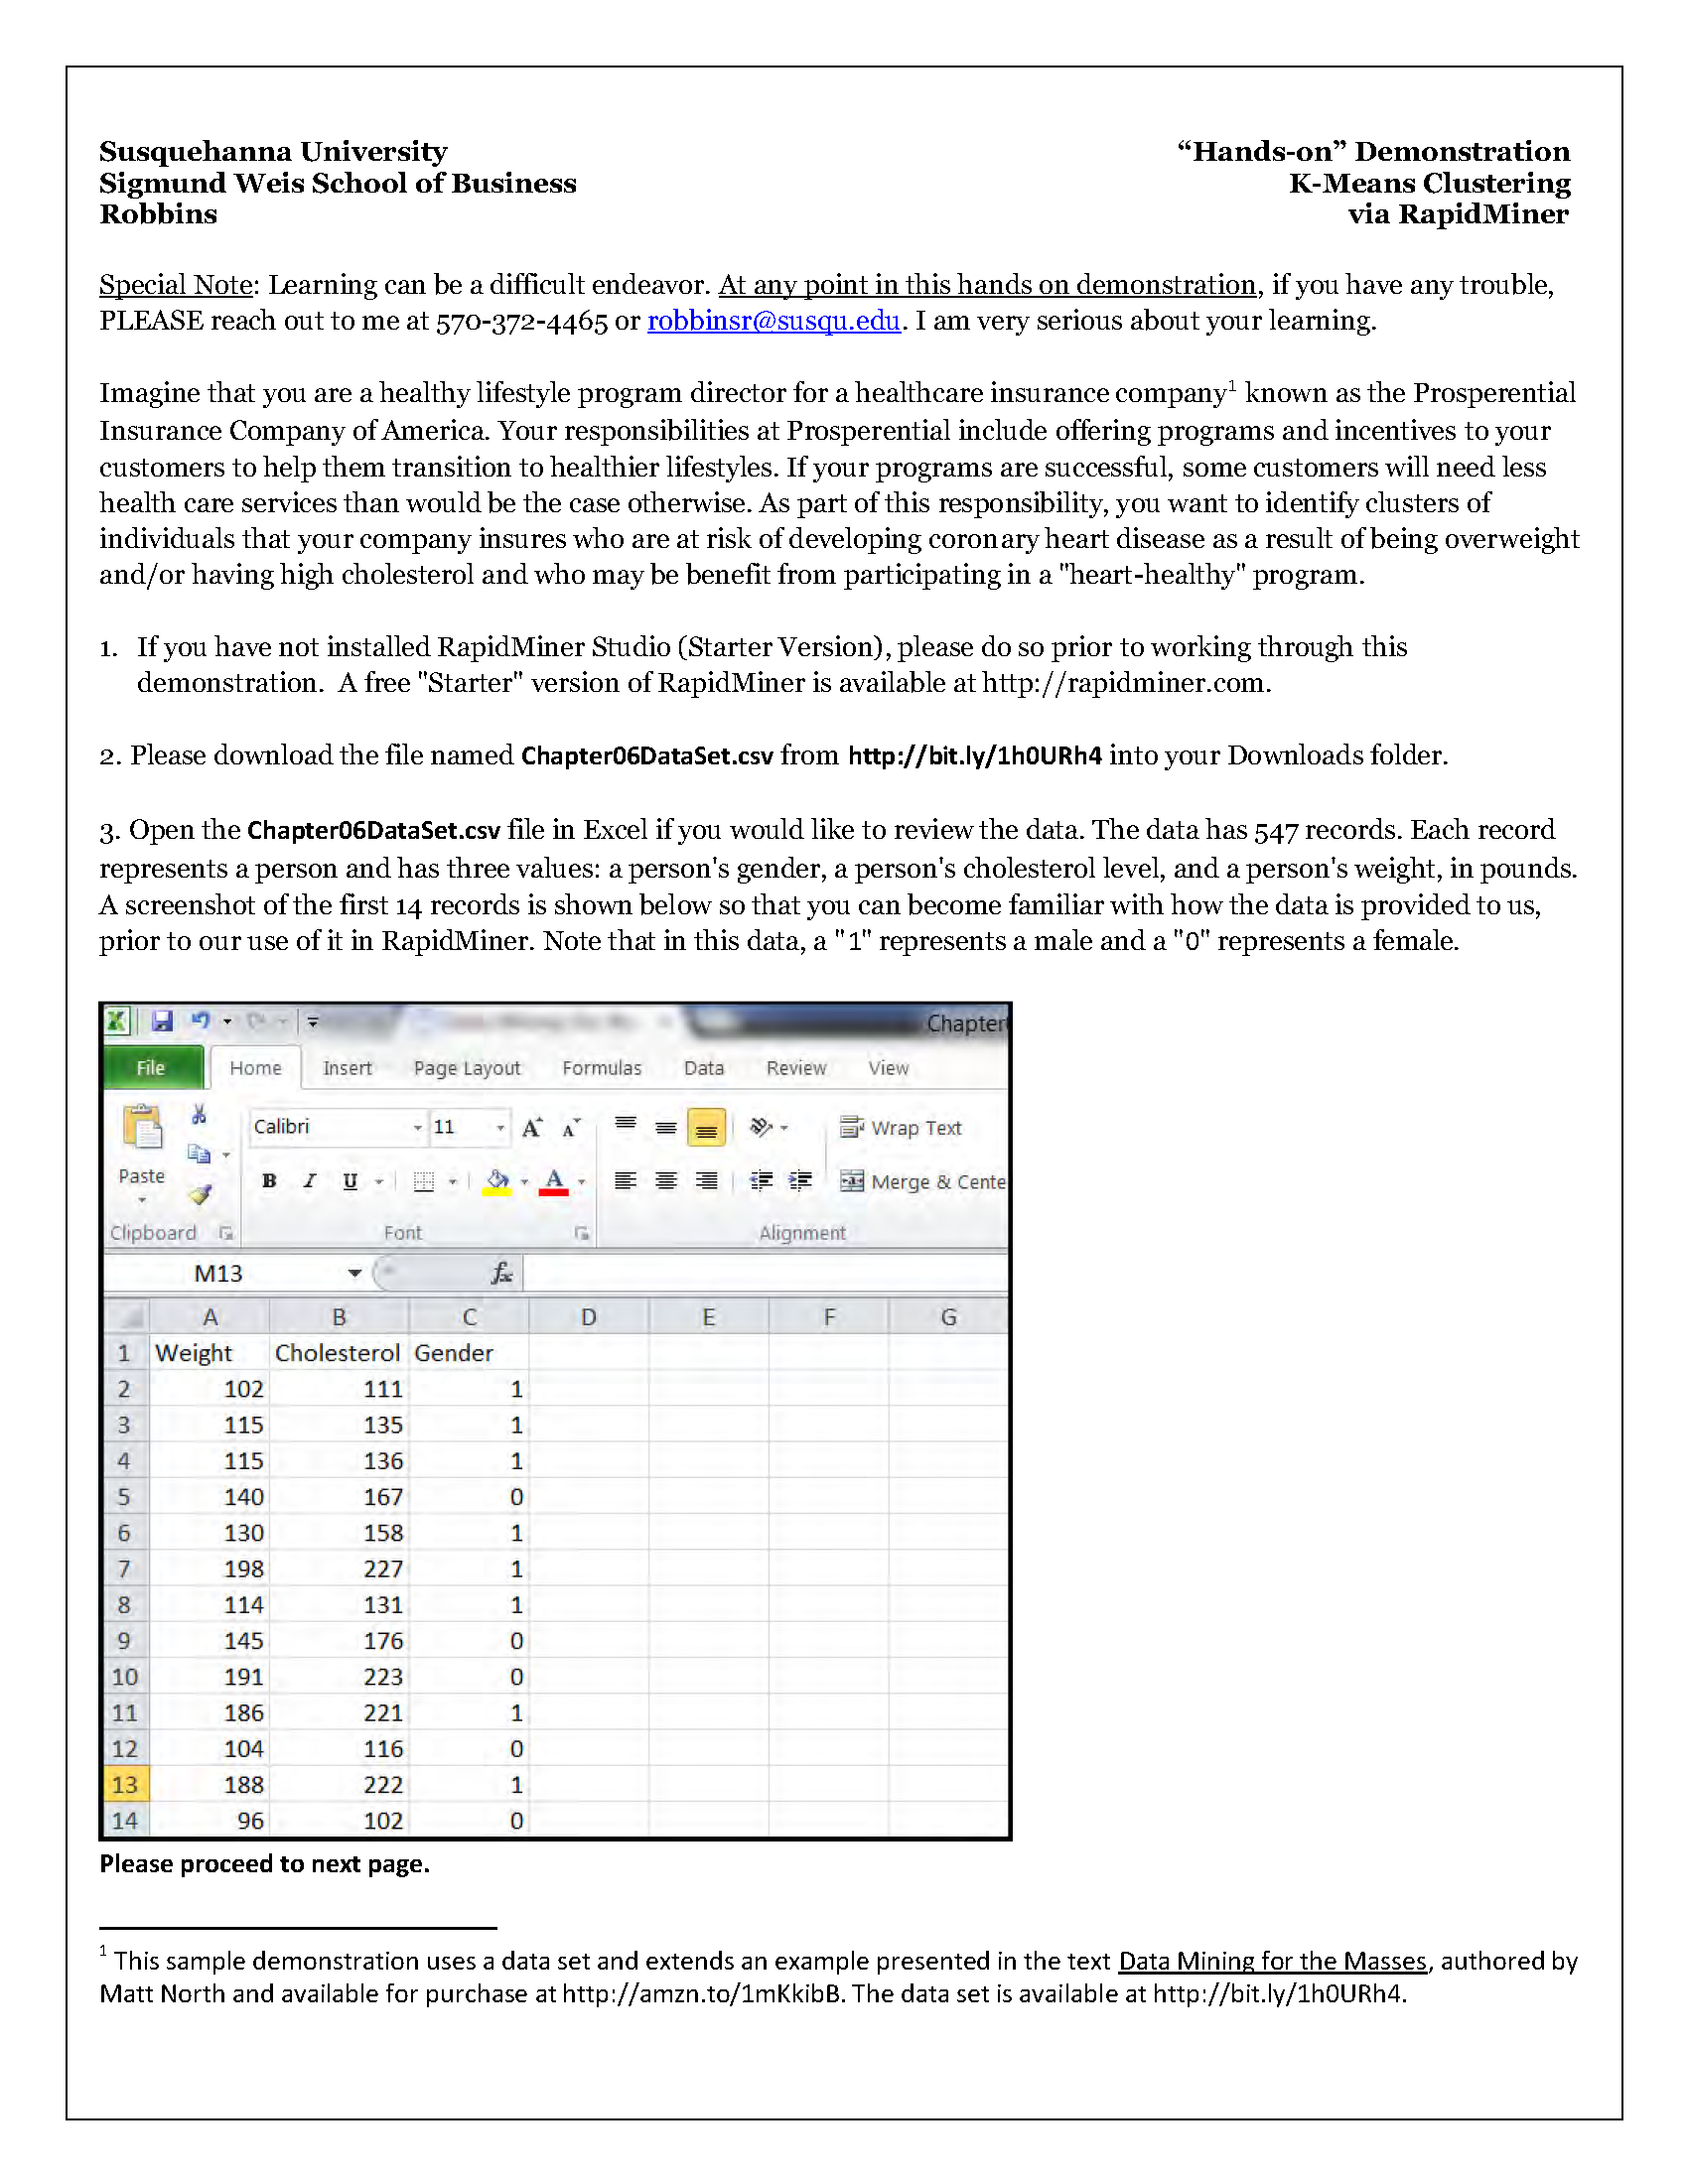 Susquehanna University
“Hands-on” Demonstration
Sigmund Weis School of Business
K-Means Clustering
Robbins
via RapidMiner
Special Note: Learning can be a difficult endeavor. At any point in this hands on demonstration, if you have any trouble,
PLEASE reach out to me at 570-372-4465 or robbinsr@susqu.edu. I am very serious about your learning.
Imagine that you are a healthy lifestyle program director for a healthcare insurance company1 known as the Prosperential
Insurance Company of America. Your responsibilities at Prosperential include offering programs and incentives to your
customers to help them transition to healthier lifestyles. If your programs are successful, some customers will need less
health care services than would be the case otherwise. As part of this responsibility, you want to identify clusters of
individuals that your company insures who are at risk of developing coronary heart disease as a result of being overweight
and/or having high cholesterol and who may be benefit from participating in a "heart-healthy" program.
1. If you have not installed RapidMiner Studio (Starter Version), please do so prior to working through this
demonstration. A free "Starter" version of RapidMiner is available at http://rapidminer.com.
2. Please download the file named Chapter06DataSet.csv from http://bit.ly/1h0URh4 into your Downloads folder.
3. Open the Chapter06DataSet.csv file in Excel if you would like to review the data. The data has 547 records. Each record
represents a person and has three values: a person's gender, a person's cholesterol level, and a person's weight, in pounds.
A screenshot of the first 14 records is shown below so that you can become familiar with how the data is provided to us,
prior to our use of it in RapidMiner. Note that in this data, a "1" represents a male and a "0" represents a female.
Chapter
File Home Insert Page Layout Formulas Data Review View
Calibri 11 A A Wrap Text
Paste B I U A Merge & Cente
Clipboard Font Alignment
M13 fx
A B C D E F G
1 Weight Cholesterol Gender
2 102 111 1
3 115 135 1
4 115 136 1
5 140 167 0
6 130 158 1
7 198 227 1
8 114 131 1
9 145 176 0
10 191 223 0
11 186 221 1
12 104 116 0
13 188 222 1
14 96 102 0
Please proceed to next page.
1 This sample demonstration uses a data set and extends an example presented in the text Data Mining for the Masses, authored by
Matt North and available for purchase at http://amzn.to/1mKkibB. The data set is available at http://bit.ly/1h0URh4.